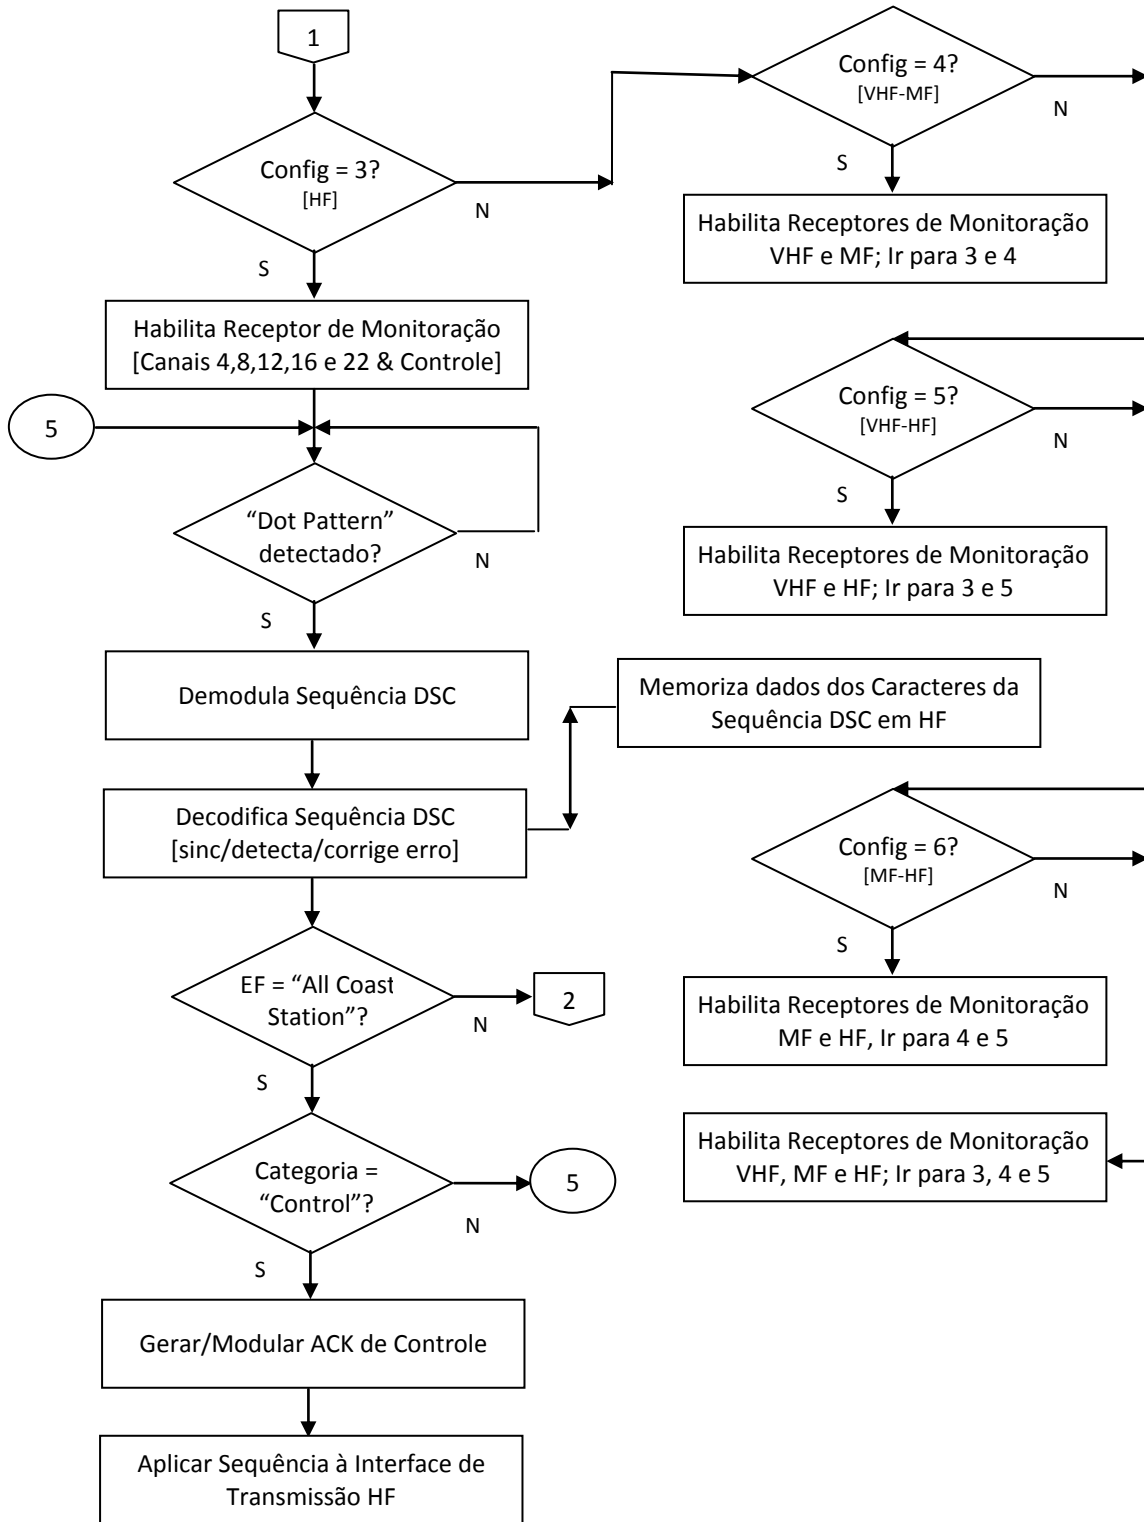 1
Config = 3?
[HF]
N
S
Habilita Receptor de Monitoração
[Canais 4,8,12,16 e 22 & Controle]
5
“Dot Pattern”
detectado?
N
S
Demodula Sequência DSC
Decodifica Sequência DSC
[sinc/detecta/corrige erro]
Memoriza dados dos Caracteres da
Sequência DSC em HF
EF = “All Coast
Station”?
N
2
S
Categoria =
“Control”?
N
5
S
Gerar/Modular ACK de Controle
Aplicar Sequência à Interface de
Transmissão HF
Config = 4?
[VHF-MF]
N
S
Habilita Receptores de Monitoração
VHF e MF; Ir para 3 e 4
Config = 5?
[VHF-HF]
N
S
Habilita Receptores de Monitoração
VHF e HF; Ir para 3 e 5
Config = 6?
[MF-HF]
N
S
Habilita Receptores de Monitoração
MF e HF, Ir para 4 e 5
Habilita Receptores de Monitoração
VHF, MF e HF; Ir para 3, 4 e 5